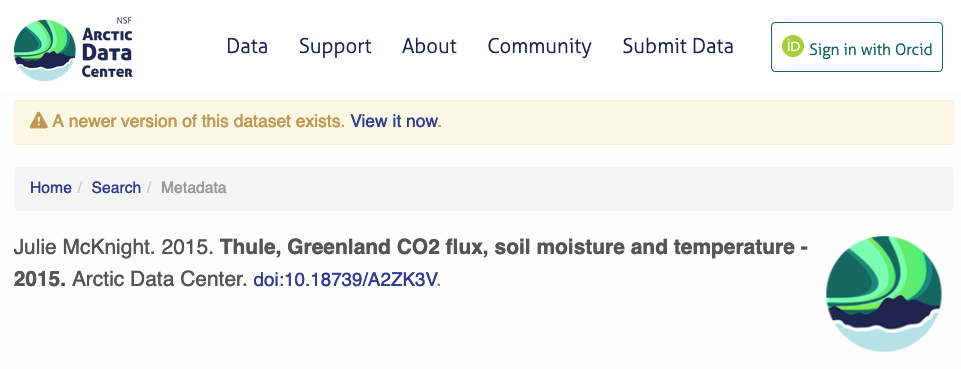 NSF
ARCTIC
DATA
CENTER
Data Support About Community Submit Data
iD Sign in with Orcid
A newer version of this dataset exists. View it now.
Home / Search / Metadata
Julie McKnight. 2015. Thule, Greenland CO2 flux, soil moisture and temperature -
2015. Arctic Data Center. doi:10.18739/A2ZK3V.